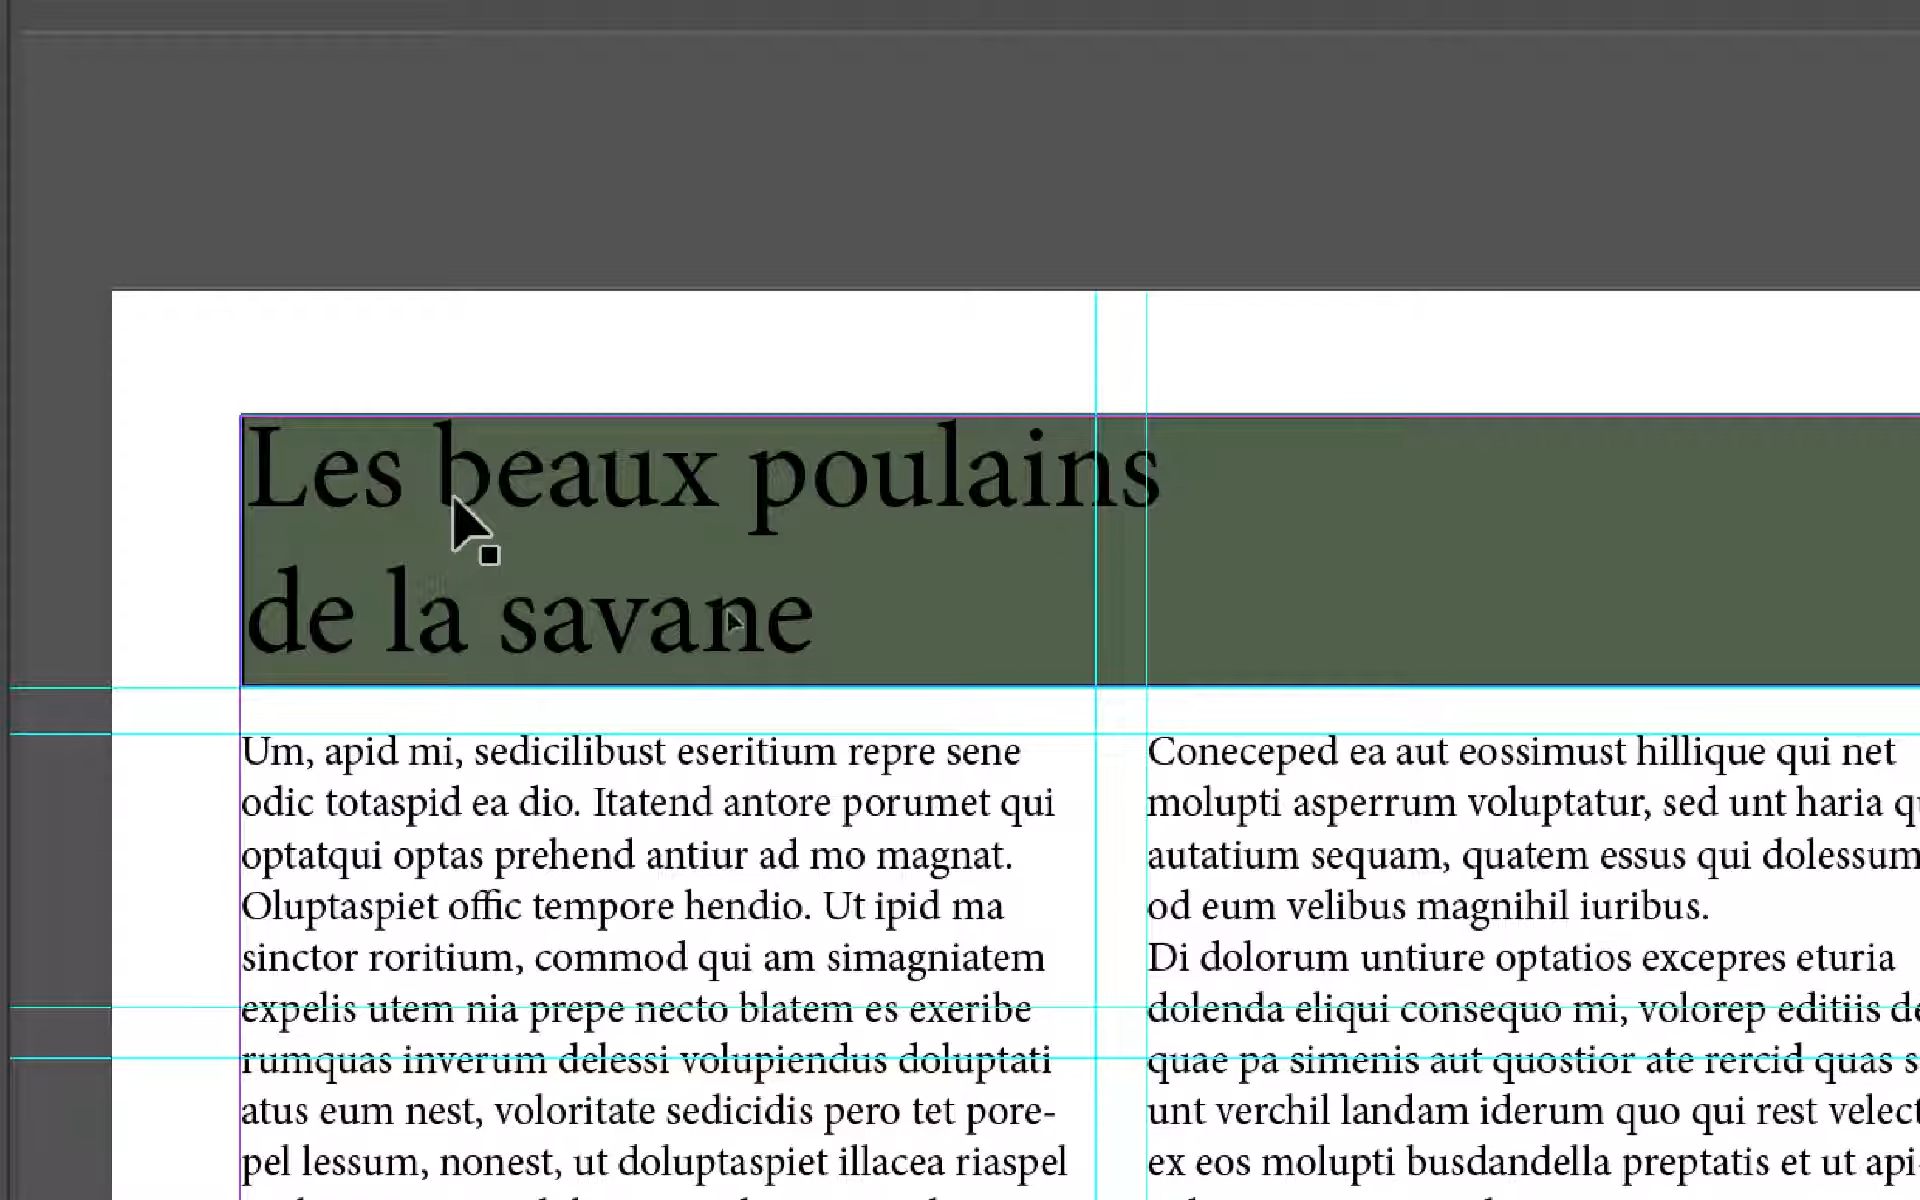 Les beaux poulains
de la savane
Um, apid mi, sedicilibust eseritium repre sene
odic totaspid ea dio. Itatend antore porumet qui
optatqui optas prehend antiur ad mo magnat.
Oluptaspiet offic tempore hendio. Ut ipid ma
sinctor roritium, commod qui am simagniatem
expelis utem nia prepe necto blatem es exeribe
rumquas inverum delessi volupiendus doluptati
atus eum nest, voloritate sedicidis pero tet pore-
pel lessum, nonest, ut doluptaspiet illacea riaspel
Coneceped ea aut eossimust hillique qui net
molupti asperrum voluptatur, sed unt haria
autatium sequam, quatem essus qui dolessum
od eum velibus magnihil iuribus.
Di dolorum untiure optatios excepres eturia
dolenda eliqui consequo mi, volorep editiis
quae pa simenis aut quostior ate rercid quas
unt verchil landam iderum quo qui rest
ex eos molupti busdandella preptatis et ut